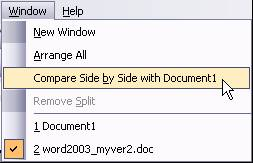 Window Help
New Window
Arrange All
Compare Side by Side with Document1
Remove Split
1 Document1
2 word2003_myver2.doc